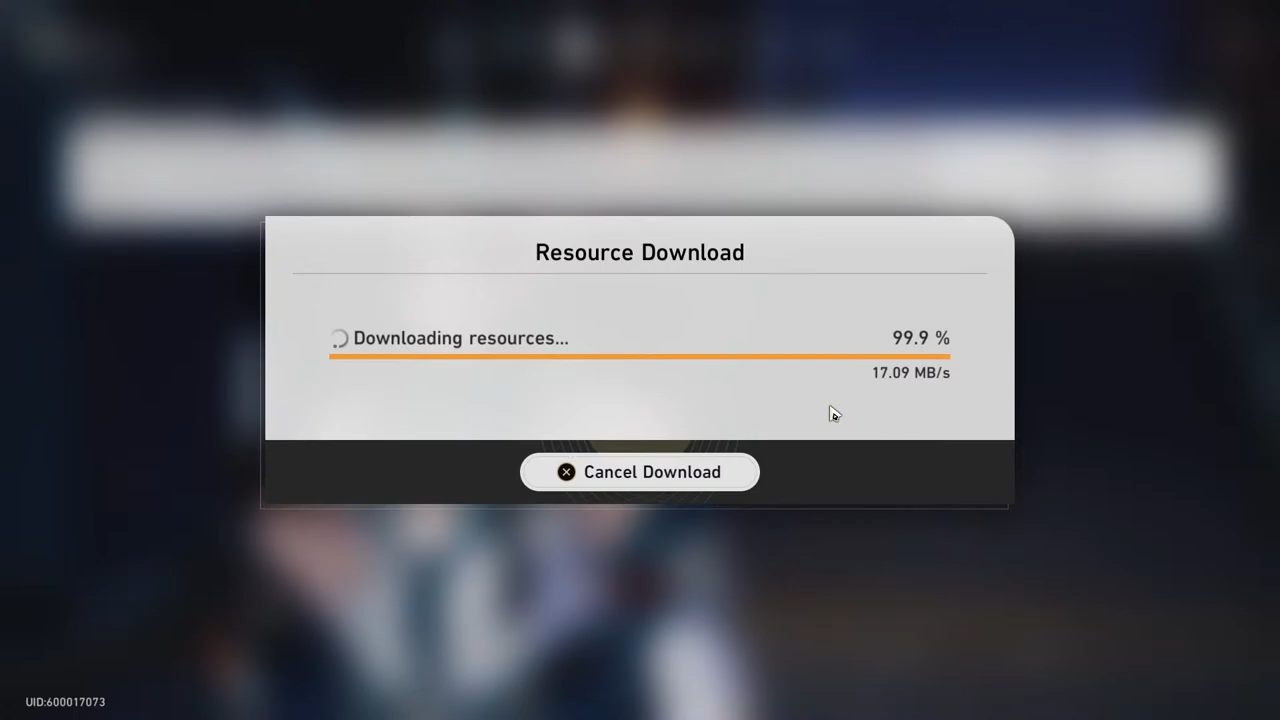 Resource Download
Downloading resources... 99.9 %
17.09 MB/s
Cancel Download
UID:600017073